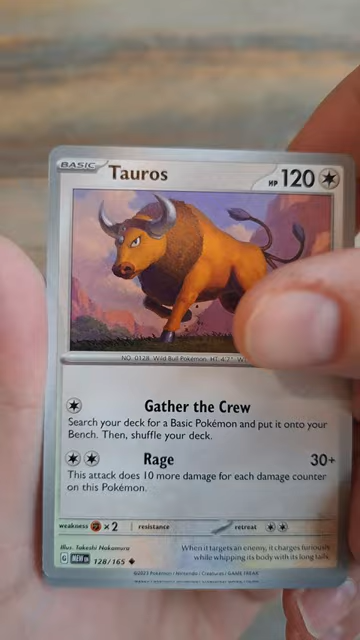 BASIC Tauros HP 120
NO. 0128 Wild Bull Pokémon HT: 4'7" W
Gather the Crew
Search your deck for a Basic Pokémon and put it onto your
Bench. Then, shuffle your deck.
Rage 30+
This attack does 10 more damage for each damage counter
on this Pokémon.
weakness ×2 resistance retreat
Illus. Takeshi Nakamura
G MEW EN 128/165
When it targets an enemy, it charges furiously
while whipping its body with its long tails.
©2023 Pokémon / Nintendo / Creatures / GAME FREAK